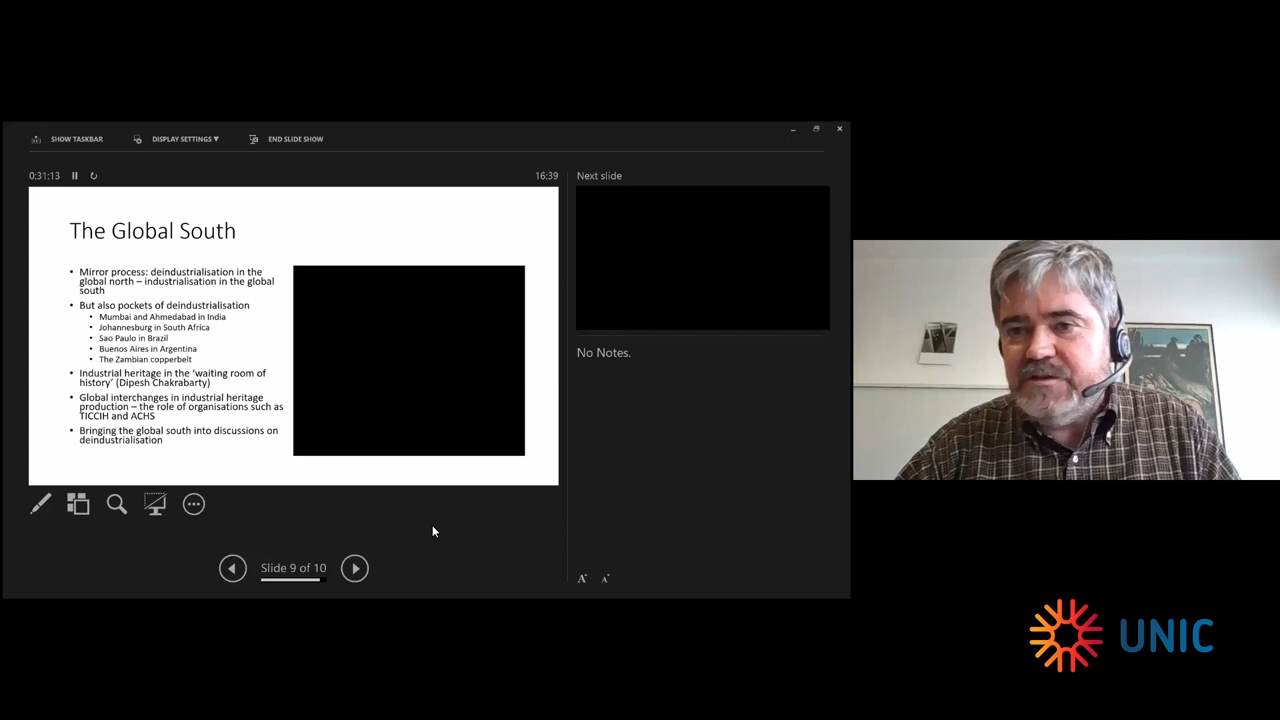 SHOW TASKBAR
DISPLAY SETTINGS ▼
END SLIDE SHOW
0:31:13
16:39
Next slide
The Global South
• Mirror process: deindustrialisation in the
global north – industrialisation in the global
south
• But also pockets of deindustrialisation
• Mumbai and Ahmedabad in India
• Johannesburg in South Africa
• Sao Paulo in Brazil
• Buenos Aires in Argentina
• The Zambian copperbelt
• Industrial heritage in the ‘waiting room of
history’ (Dipesh Chakrabarty)
• Global interchanges in industrial heritage
production – the role of organisations such as
TICCIH and ACHS
• Bringing the global south into discussions on
deindustrialisation
No Notes.
Slide 9 of 10
A A
UNIC